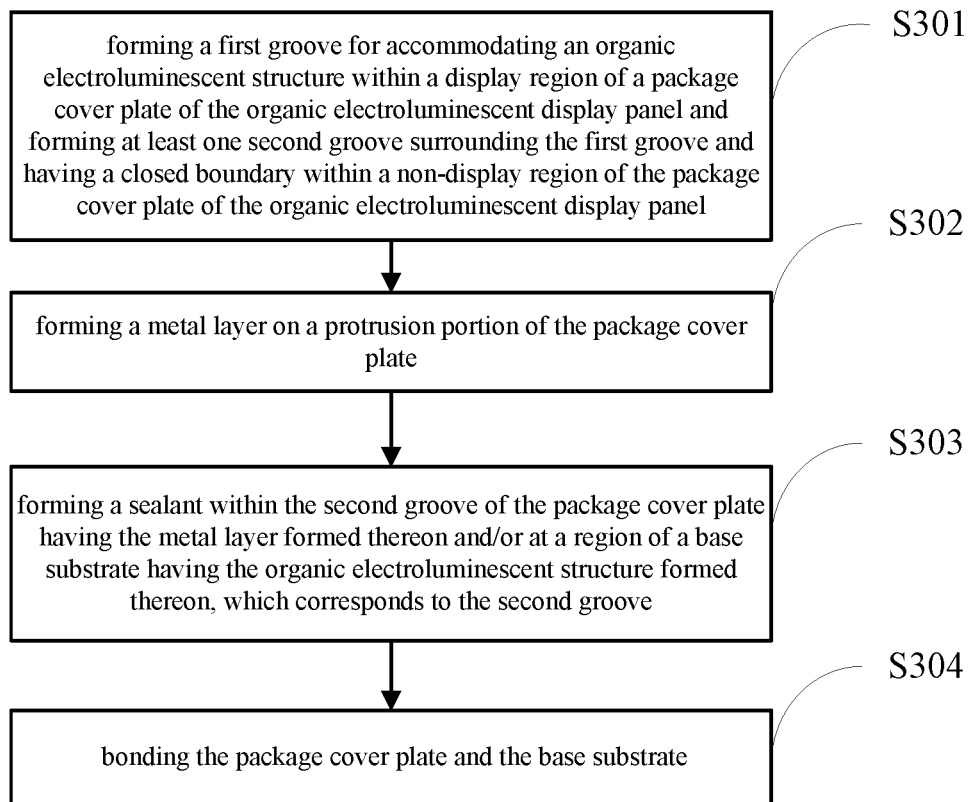 S301
forming a first groove for accommodating an organic
electroluminescent structure within a display region of a package
cover plate of the organic electroluminescent display panel and
forming at least one second groove surrounding the first groove and
having a closed boundary within a non-display region of the package
cover plate of the organic electroluminescent display panel
S302
forming a metal layer on a protrusion portion of the package cover
plate
S303
forming a sealant within the second groove of the package cover plate
having the metal layer formed thereon and/or at a region of a base
substrate having the organic electroluminescent structure formed
thereon, which corresponds to the second groove
S304
bonding the package cover plate and the base substrate